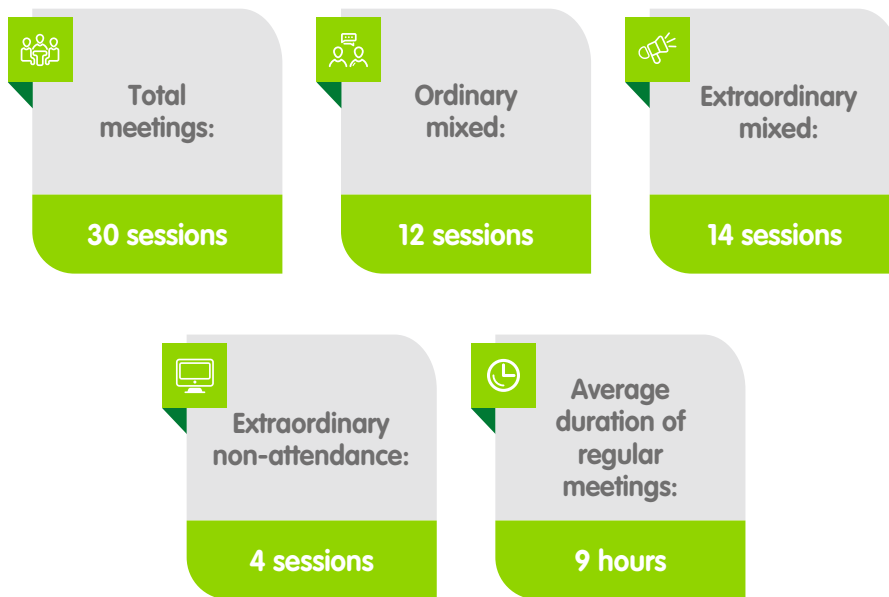 Total
meetings:
30 sessions
Ordinary
mixed:
12 sessions
Extraordinary
mixed:
14 sessions
Extraordinary
non-attendance:
4 sessions
Average
duration of
regular
meetings:
9 hours